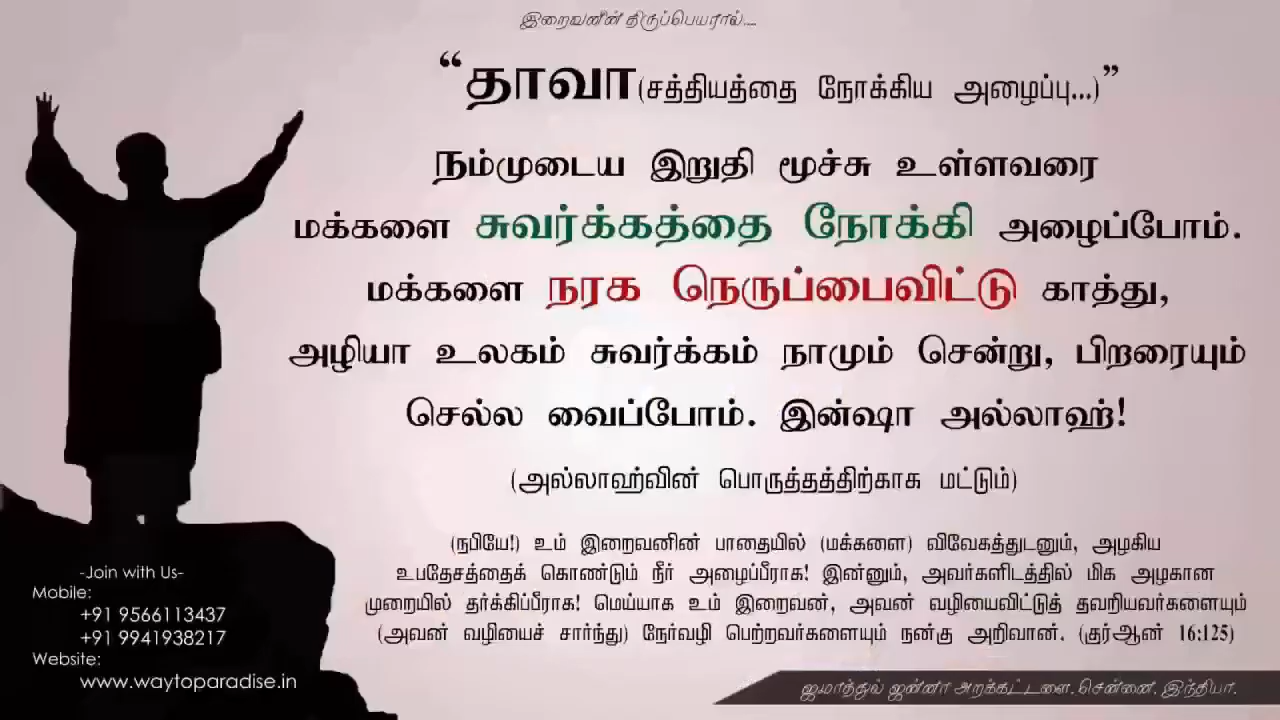 இறைவனின் திருப்பெயரால்....
“தாவா(சத்தியத்தை நோக்கிய அழைப்பு...)”
நம்முடைய இறுதி மூச்சு உள்ளவரை
மக்களை சுவர்க்கத்தை நோக்கி அழைப்போம்.
மக்களை நரக நெருப்பைவிட்டு காத்து,
அழியா உலகம் சுவர்க்கம் நாமும் சென்று, பிறரையும்
செல்ல வைப்போம். இன்ஷா அல்லாஹ்!
(அல்லாஹ்வின் பொருத்தத்திற்காக மட்டும்)
(நபியே!) உம் இறைவனின் பாதையில் (மக்களை) விவேகத்துடனும், அழகிய
உபதேசத்தைக் கொண்டும் நீர் அழைப்பீராக! இன்னும், அவர்களிடத்தில் மிக அழகான
முறையில் தர்க்கிப்பீராக! மெய்யாக உம் இறைவன், அவன் வழியைவிட்டுத் தவறியவர்களையும்
(அவன் வழியைச் சார்ந்து) நேர்வழி பெற்றவர்களையும் நன்கு அறிவான். (குர்ஆன் 16:125)
-Join with Us-
Mobile:
+91 9566113437
+91 9941938217
Website:
www.waytoparadise.in
ஜமாத்துல் ஜன்னா அறக்கட்டளை, சென்னை, இந்தியா.